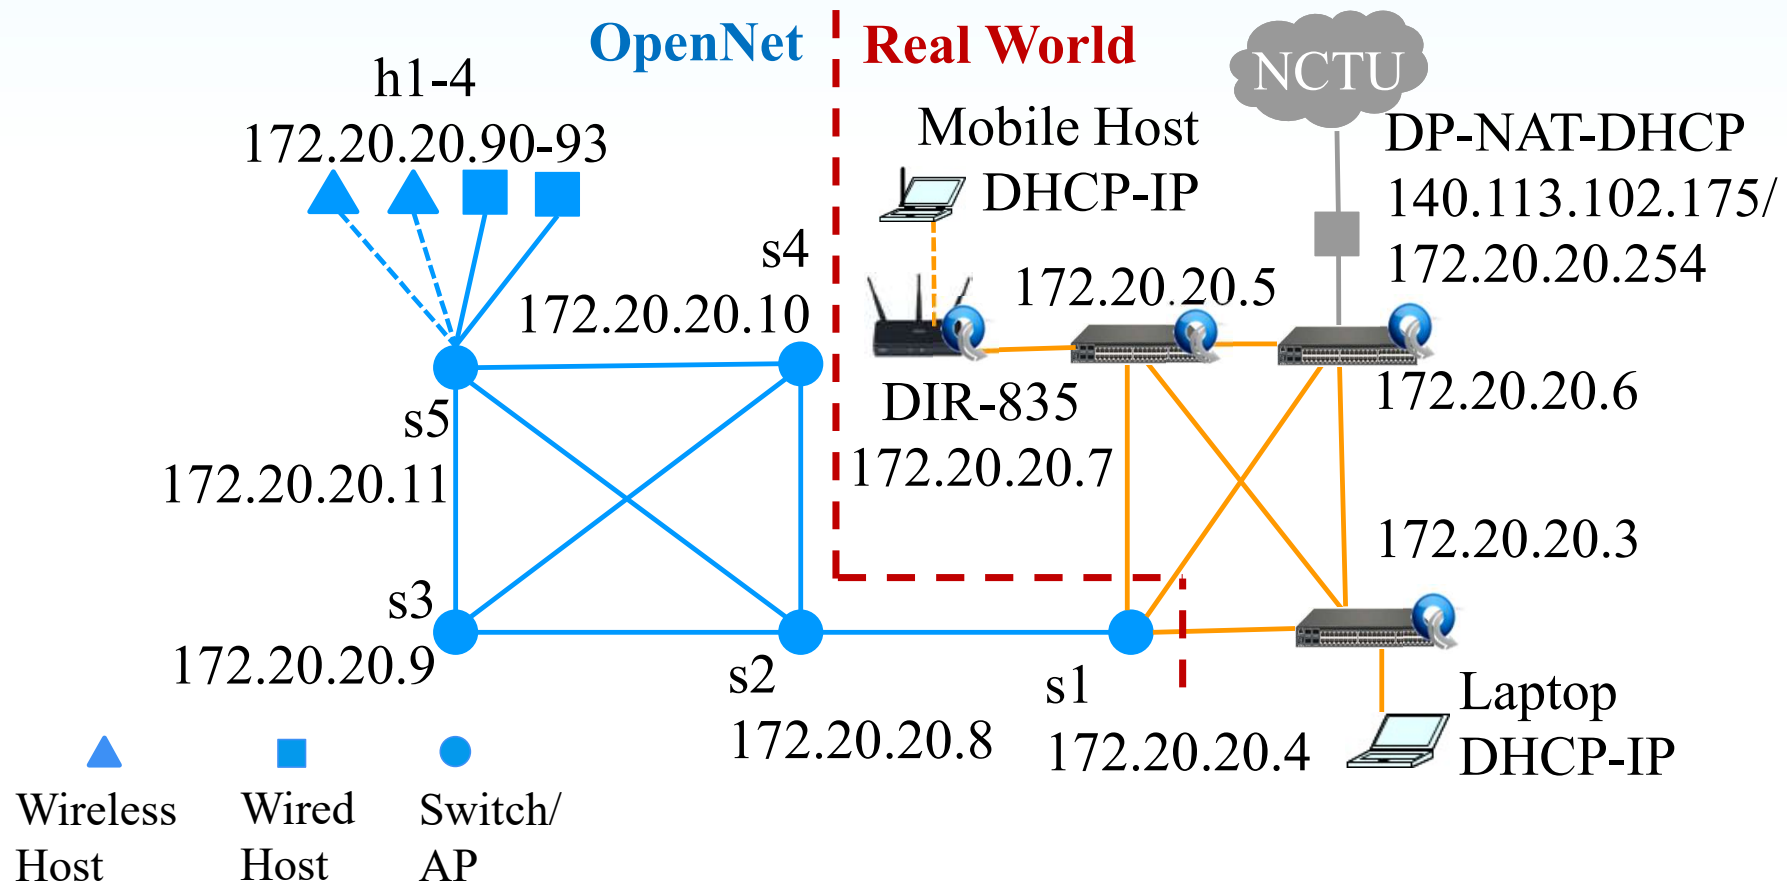 OpenNet
Real World
NCTU
h1-4
172.20.20.90-93
Mobile Host
DHCP-IP
DP-NAT-DHCP
140.113.102.175/
172.20.20.254
s4
172.20.20.10
172.20.20.5
DIR-835
172.20.20.7
172.20.20.6
s5
172.20.20.11
172.20.20.3
s3
172.20.20.9
s2
172.20.20.8
s1
172.20.20.4
Laptop
DHCP-IP
Wireless
Host
Wired
Host
Switch/
AP